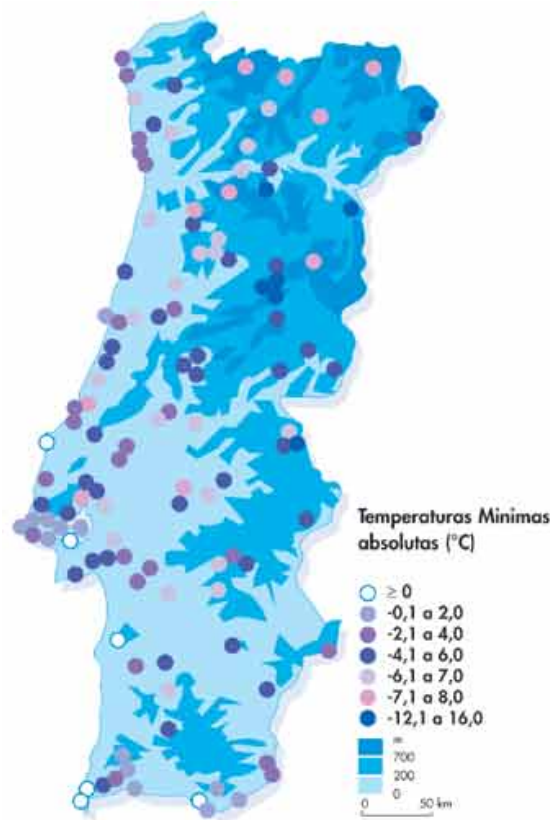 Temperaturas Minimas
absolutas (°C)
≥ 0
-0,1 a 2,0
-2,1 a 4,0
-4,1 a 6,0
-6,1 a 7,0
-7,1 a 8,0
-12,1 a 16,0
m
700
200
0
0 50 km